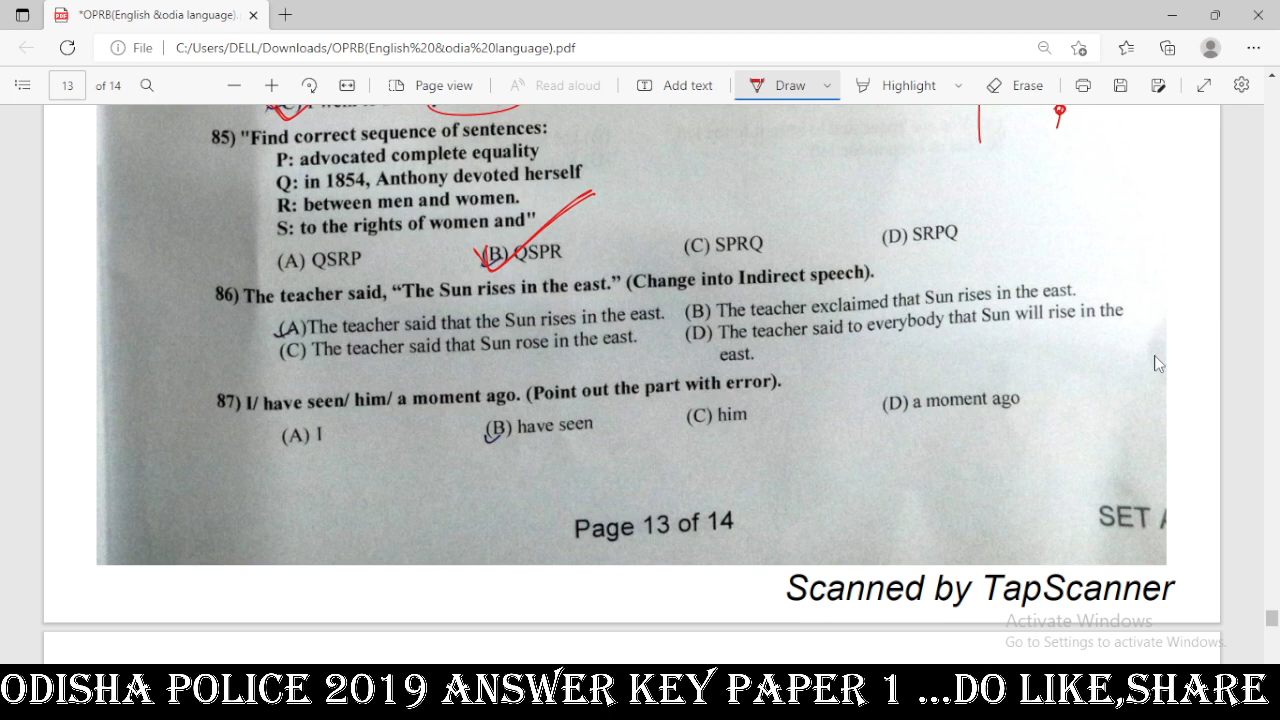 *OPRB(English &odia language).
File C:/Users/DELL/Downloads/OPRB(English%20&odia%20language).pdf
13 of 14 Page view Read aloud Add text Draw Highlight Erase
85) "Find correct sequence of sentences:
P: advocated complete equality
Q: in 1854, Anthony devoted herself
R: between men and women.
S: to the rights of women and"
(A) QSRP (B) QSPR (C) SPRQ (D) SRPQ
86) The teacher said, “The Sun rises in the east.” (Change into Indirect speech).
(A)The teacher said that the Sun rises in the east. (B) The teacher exclaimed that Sun rises in the east.
(C) The teacher said that Sun rose in the east. (D) The teacher said to everybody that Sun will rise in the
east.
87) I/ have seen/ him/ a moment ago. (Point out the part with error).
(A) I (B) have seen (C) him (D) a moment ago
Page 13 of 14
SET
Scanned by TapScanner
Activate Windows
Go to Settings to activate Windows.
ODISHA POLICE 2019 ANSWER KEY PAPER 1 ...DO LIKE,SHARE